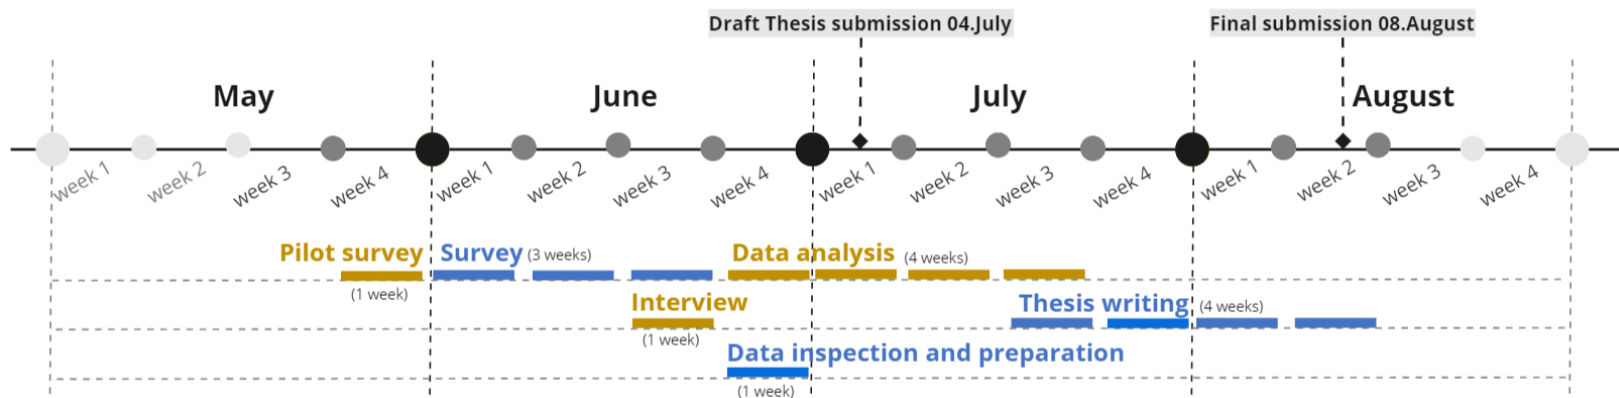 Draft Thesis submission 04.July
Final submission 08.August
May
June
July
August
week 1
week 2
week 3
week 4
week 1
week 2
week 3
week 4
week 1
week 2
week 3
week 4
week 1
week 2
week 3
week 4
Pilot survey
(1 week)
Survey (3 weeks)
Data analysis (4 weeks)
Interview
(1 week)
Thesis writing (4 weeks)
Data inspection and preparation
(1 week)